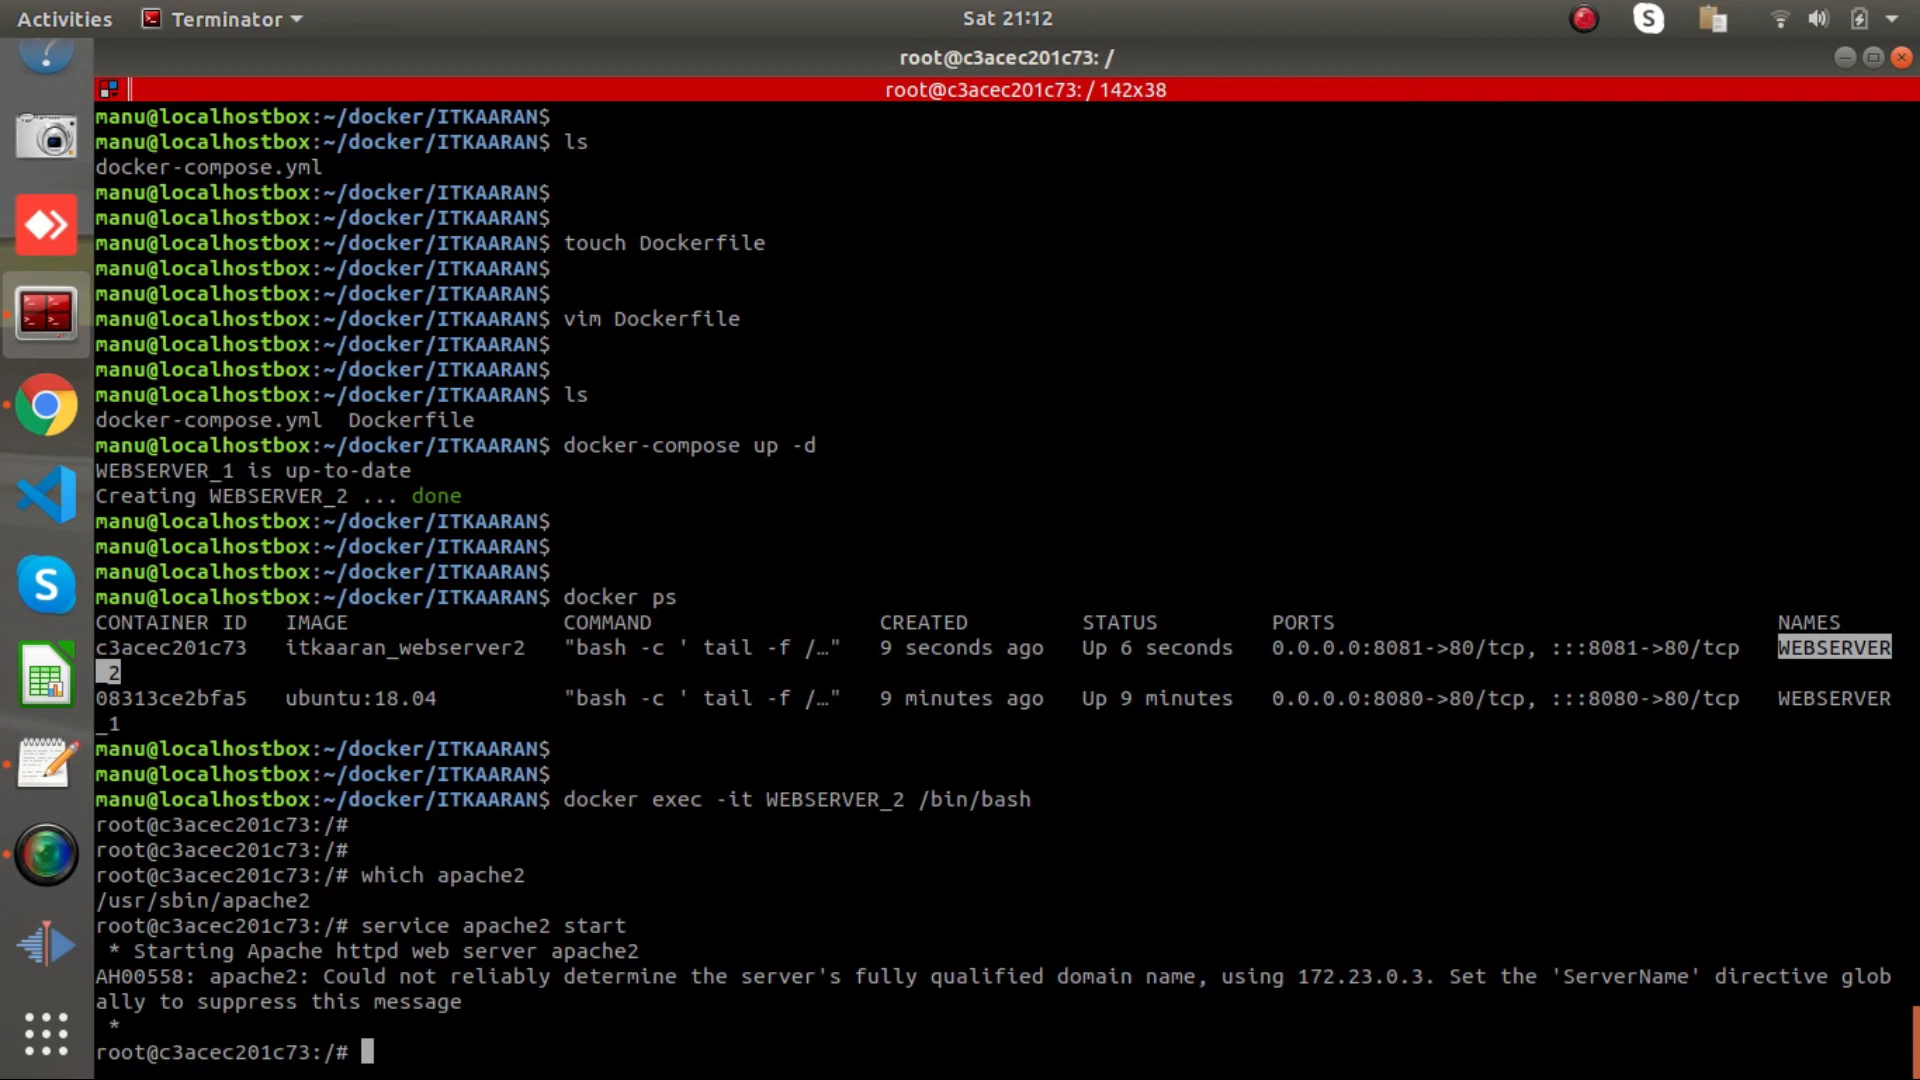 Activities Terminator Sat 21:12
root@c3acec201c73: /
root@c3acec201c73: / 142x38
manu@localhostbox:~/docker/ITKAARAN$
manu@localhostbox:~/docker/ITKAARAN$ ls
docker-compose.yml
manu@localhostbox:~/docker/ITKAARAN$
manu@localhostbox:~/docker/ITKAARAN$
manu@localhostbox:~/docker/ITKAARAN$ touch Dockerfile
manu@localhostbox:~/docker/ITKAARAN$
manu@localhostbox:~/docker/ITKAARAN$
manu@localhostbox:~/docker/ITKAARAN$ vim Dockerfile
manu@localhostbox:~/docker/ITKAARAN$
manu@localhostbox:~/docker/ITKAARAN$
manu@localhostbox:~/docker/ITKAARAN$ ls
docker-compose.yml  Dockerfile
manu@localhostbox:~/docker/ITKAARAN$ docker-compose up -d
WEBSERVER_1 is up-to-date
Creating WEBSERVER_2 ... done
manu@localhostbox:~/docker/ITKAARAN$
manu@localhostbox:~/docker/ITKAARAN$
manu@localhostbox:~/docker/ITKAARAN$
manu@localhostbox:~/docker/ITKAARAN$ docker ps
CONTAINER ID   IMAGE                COMMAND                  CREATED         STATUS         PORTS                                   NAMES
c3acec201c73   itkaaran_webserver2   "bash -c ' tail -f /…"   9 seconds ago   Up 6 seconds   0.0.0.0:8081->80/tcp, :::8081->80/tcp   WEBSERVER
_2
08313ce2bfa5   ubuntu:18.04          "bash -c ' tail -f /…"   9 minutes ago   Up 9 minutes   0.0.0.0:8080->80/tcp, :::8080->80/tcp   WEBSERVER
_1
manu@localhostbox:~/docker/ITKAARAN$
manu@localhostbox:~/docker/ITKAARAN$
manu@localhostbox:~/docker/ITKAARAN$ docker exec -it WEBSERVER_2 /bin/bash
root@c3acec201c73:/#
root@c3acec201c73:/#
root@c3acec201c73:/# which apache2
/usr/sbin/apache2
root@c3acec201c73:/# service apache2 start
 * Starting Apache httpd web server apache2
AH00558: apache2: Could not reliably determine the server's fully qualified domain name, using 172.23.0.3. Set the 'ServerName' directive glob
ally to suppress this message
 *
root@c3acec201c73:/#